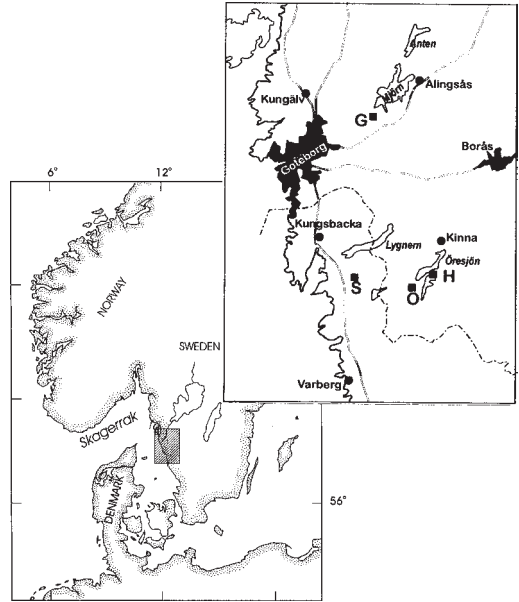 Anten
Mjörn
Alingsås
Kungälv
G
Göteborg
Borås
Kungsbacka
Lygnern
Kinna
Öresjön
S
O
H
Varberg
6°
12°
NORWAY
SWEDEN
Skagerrak
DENMARK
56°